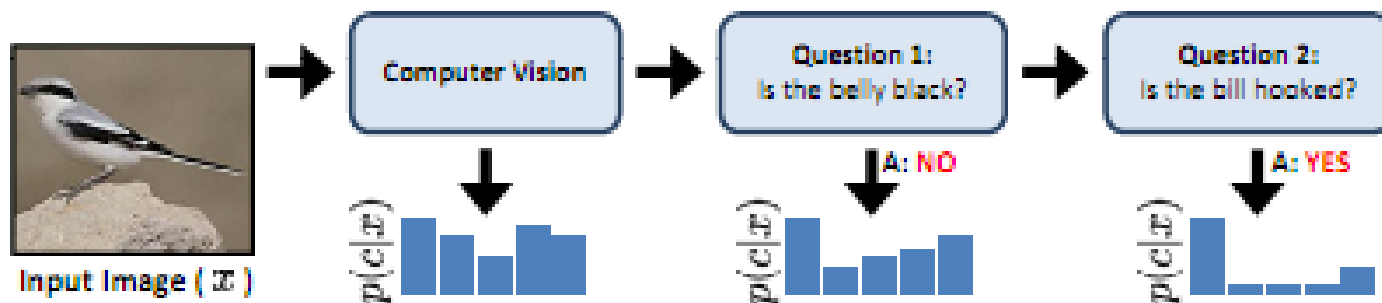 Computer Vision
Question 1:
Is the belly black?
Question 2:
Is the bill hooked?
A: NO
A: YES
p(c|x)
p(c|x)
p(c|x)
Input Image ( x )